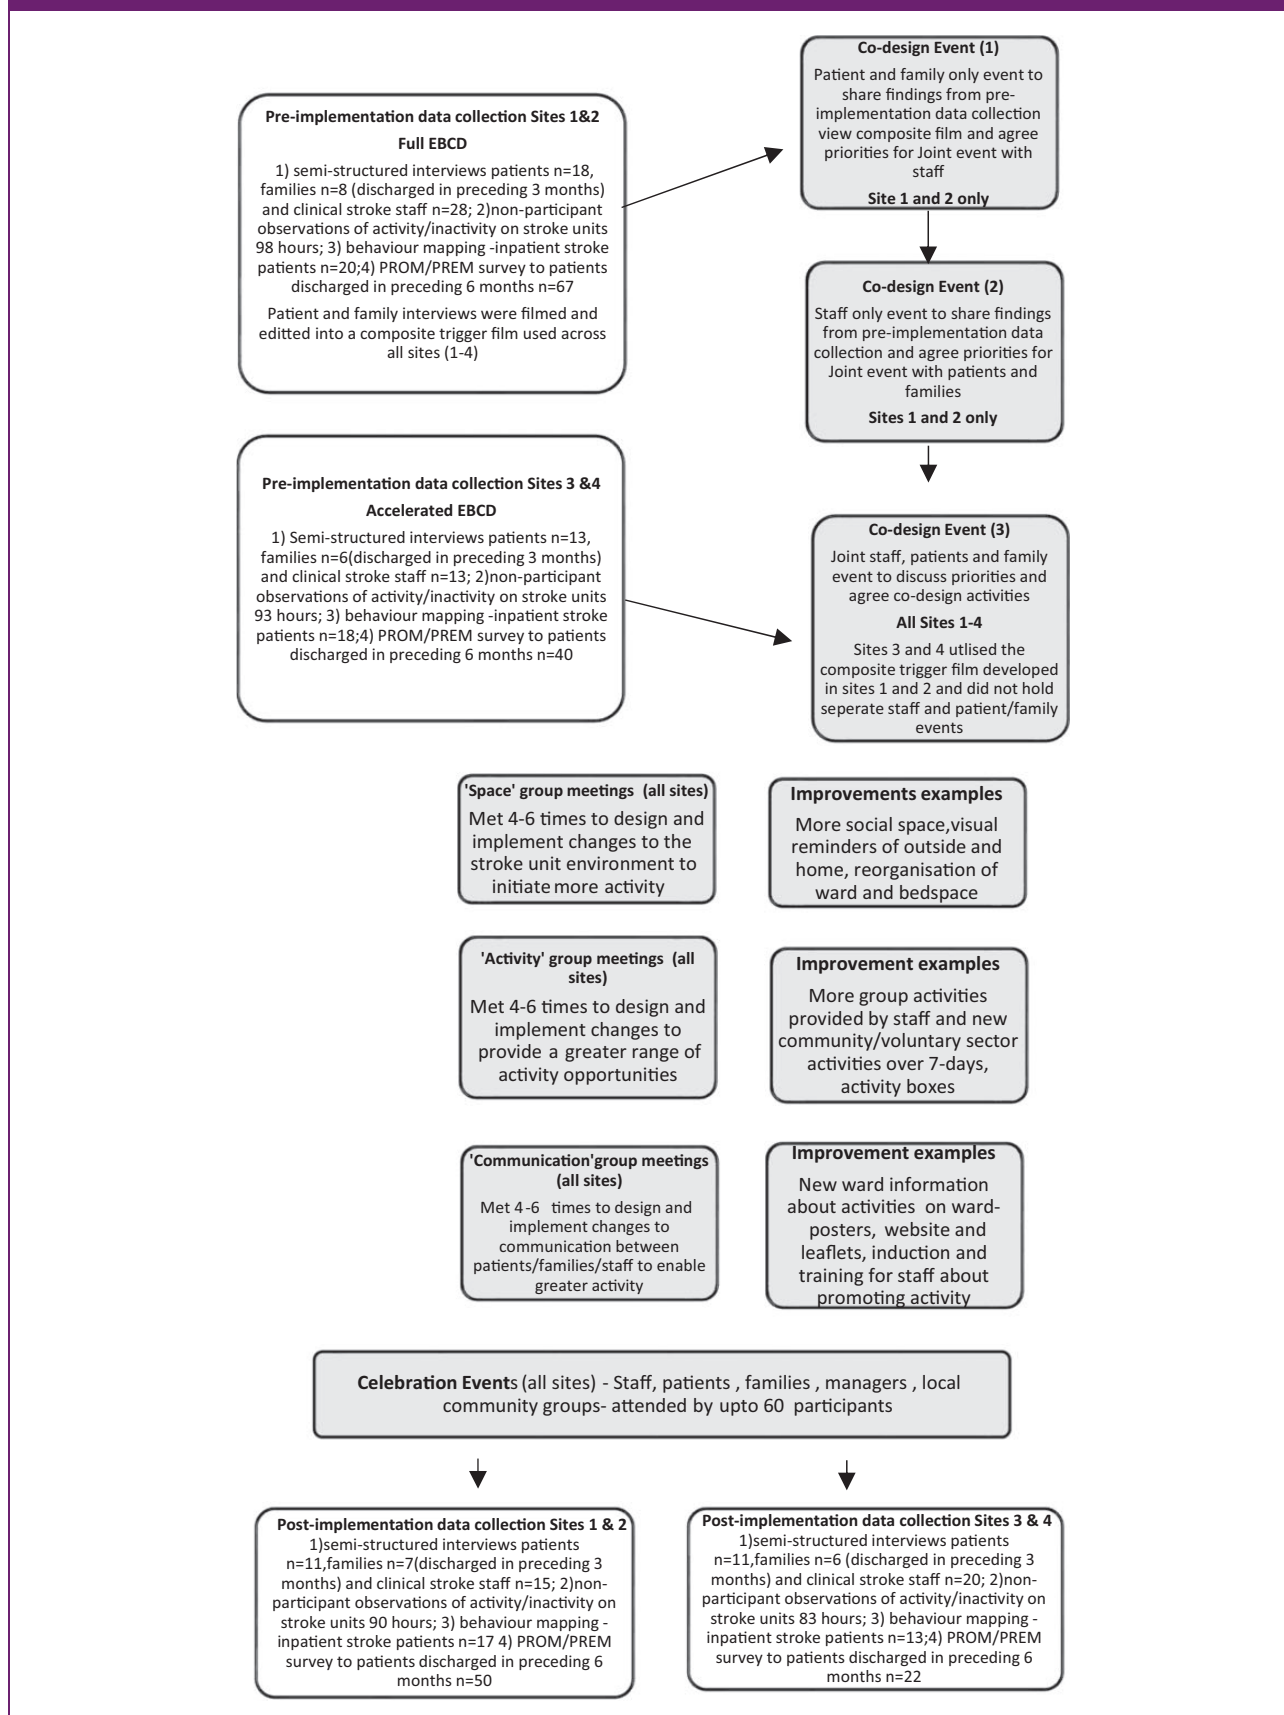 Pre-implementation data collection Sites 1&2
Full EBCD
1) semi-structured interviews patients n=18,
families n=8 (discharged in preceding 3 months)
and clinical stroke staff n=28; 2)non-
participant observations of activity/inactivity on stroke units
98 hours; 3) behaviour mapping -inpatient stroke
patients n=20;4) PROM/PREM survey to patients
discharged in preceding 6 months n=67
Patient and family interviews were filmed and
editted into a composite trigger film used across
all sites (1-4)
Co-design Event (1)
Patient and family only event to
share findings from pre-
implementation data collection
view composite film and agree
priorities for Joint event with
staff
Site 1 and 2 only
Co-design Event (2)
Staff only event to share findings
from pre-implementation data
collection and agree priorities for
Joint event with patients and
families
Sites 1 and 2 only
Pre-implementation data collection Sites 3 &4
Accelerated EBCD
1) Semi-structured interviews patients n=13,
families n=6(discharged in preceding 3 months)
and clinical stroke staff n=13; 2)non-participant
observations of activity/inactivity on stroke units
93 hours; 3) behaviour mapping -inpatient stroke
patients n=18;4) PROM/PREM survey to patients
discharged in preceding 6 months n=40
Co-design Event (3)
Joint staff, patients and family
event to discuss priorities and
agree co-design activities
All Sites 1-4
Sites 3 and 4 utlised the
composite trigger film developed
in sites 1 and 2 and did not hold
seperate staff and patient/family
events
'Space' group meetings (all sites)
Met 4-6 times to design and
implement changes to the
stroke unit environment to
initiate more activity
Improvements examples
More social space,visual
reminders of outside and
home, reorganisation of
ward and bedspace
'Activity' group meetings (all
sites)
Met 4-6 times to design and
implement changes to
provide a greater range of
activity opportunities
Improvement examples
More group activities
provided by staff and new
community/voluntary sector
activities over 7-days,
activity boxes
'Communication'group meetings
(all sites)
Met 4-6 times to design and
implement changes to
communication between
patients/families/staff to enable
greater activity
Improvement examples
New ward information
about activities on ward-
posters, website and
leaflets, induction and
training for staff about
promoting activity
Celebration Events (all sites) - Staff, patients , families , managers , local
community groups- attended by upto 60 participants
Post-implementation data collection Sites 1 & 2
1)semi-structured interviews patients
n=11,families n=7(discharged in preceding 3
months) and clinical stroke staff n=15; 2)non-
participant observations of activity/inactivity on
stroke units 90 hours; 3) behaviour mapping -
inpatient stroke patients n=17 4) PROM/PREM
survey to patients discharged in preceding 6
months n=50
Post-implementation data collection Sites 3 & 4
1)semi-structured interviews patients
n=11,families n=6 (discharged in preceding 3
months) and clinical stroke staff n=20; 2)non-
participant observations of activity/inactivity on
stroke units 83 hours; 3) behaviour mapping -
inpatient stroke patients n=13;4) PROM/PREM
survey to patients discharged in preceding 6
months n=22